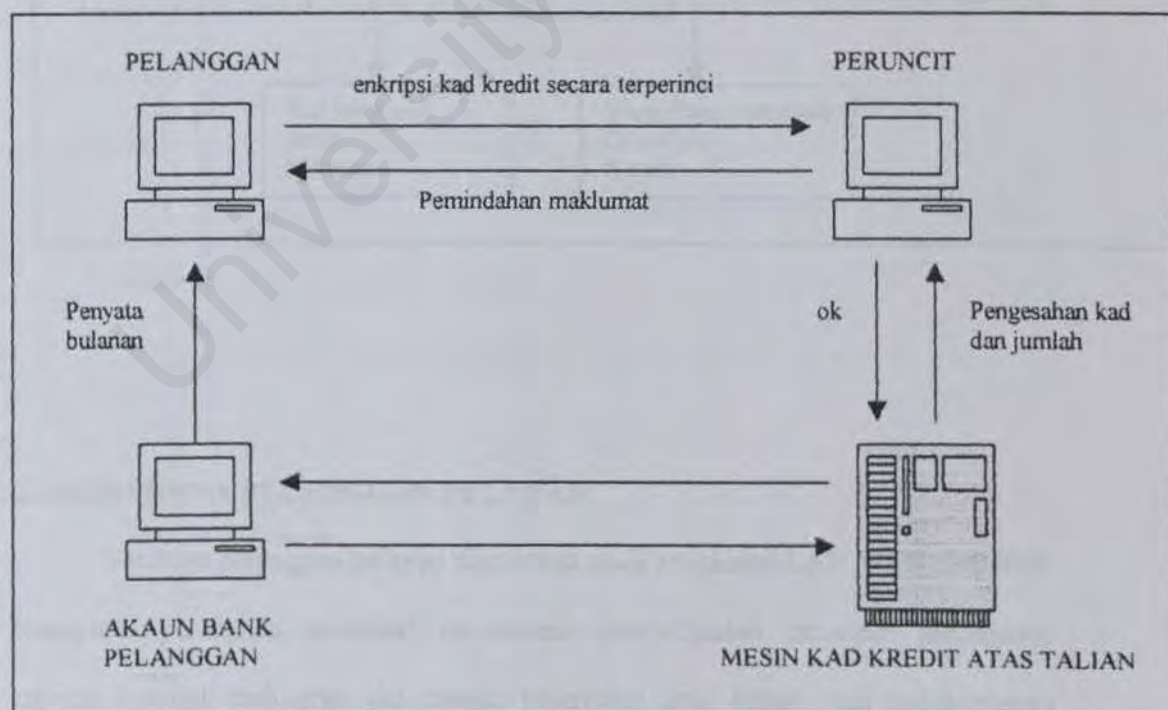 University
PELANGGAN
PERUNCIT
enkripsi kad kredit secara terperinci
Pemindahan maklumat
Penyata
bulanan
ok
Pengesahan kad
dan jumlah
AKAUN BANK
PELANGGAN
MESIN KAD KREDIT ATAS TALIAN